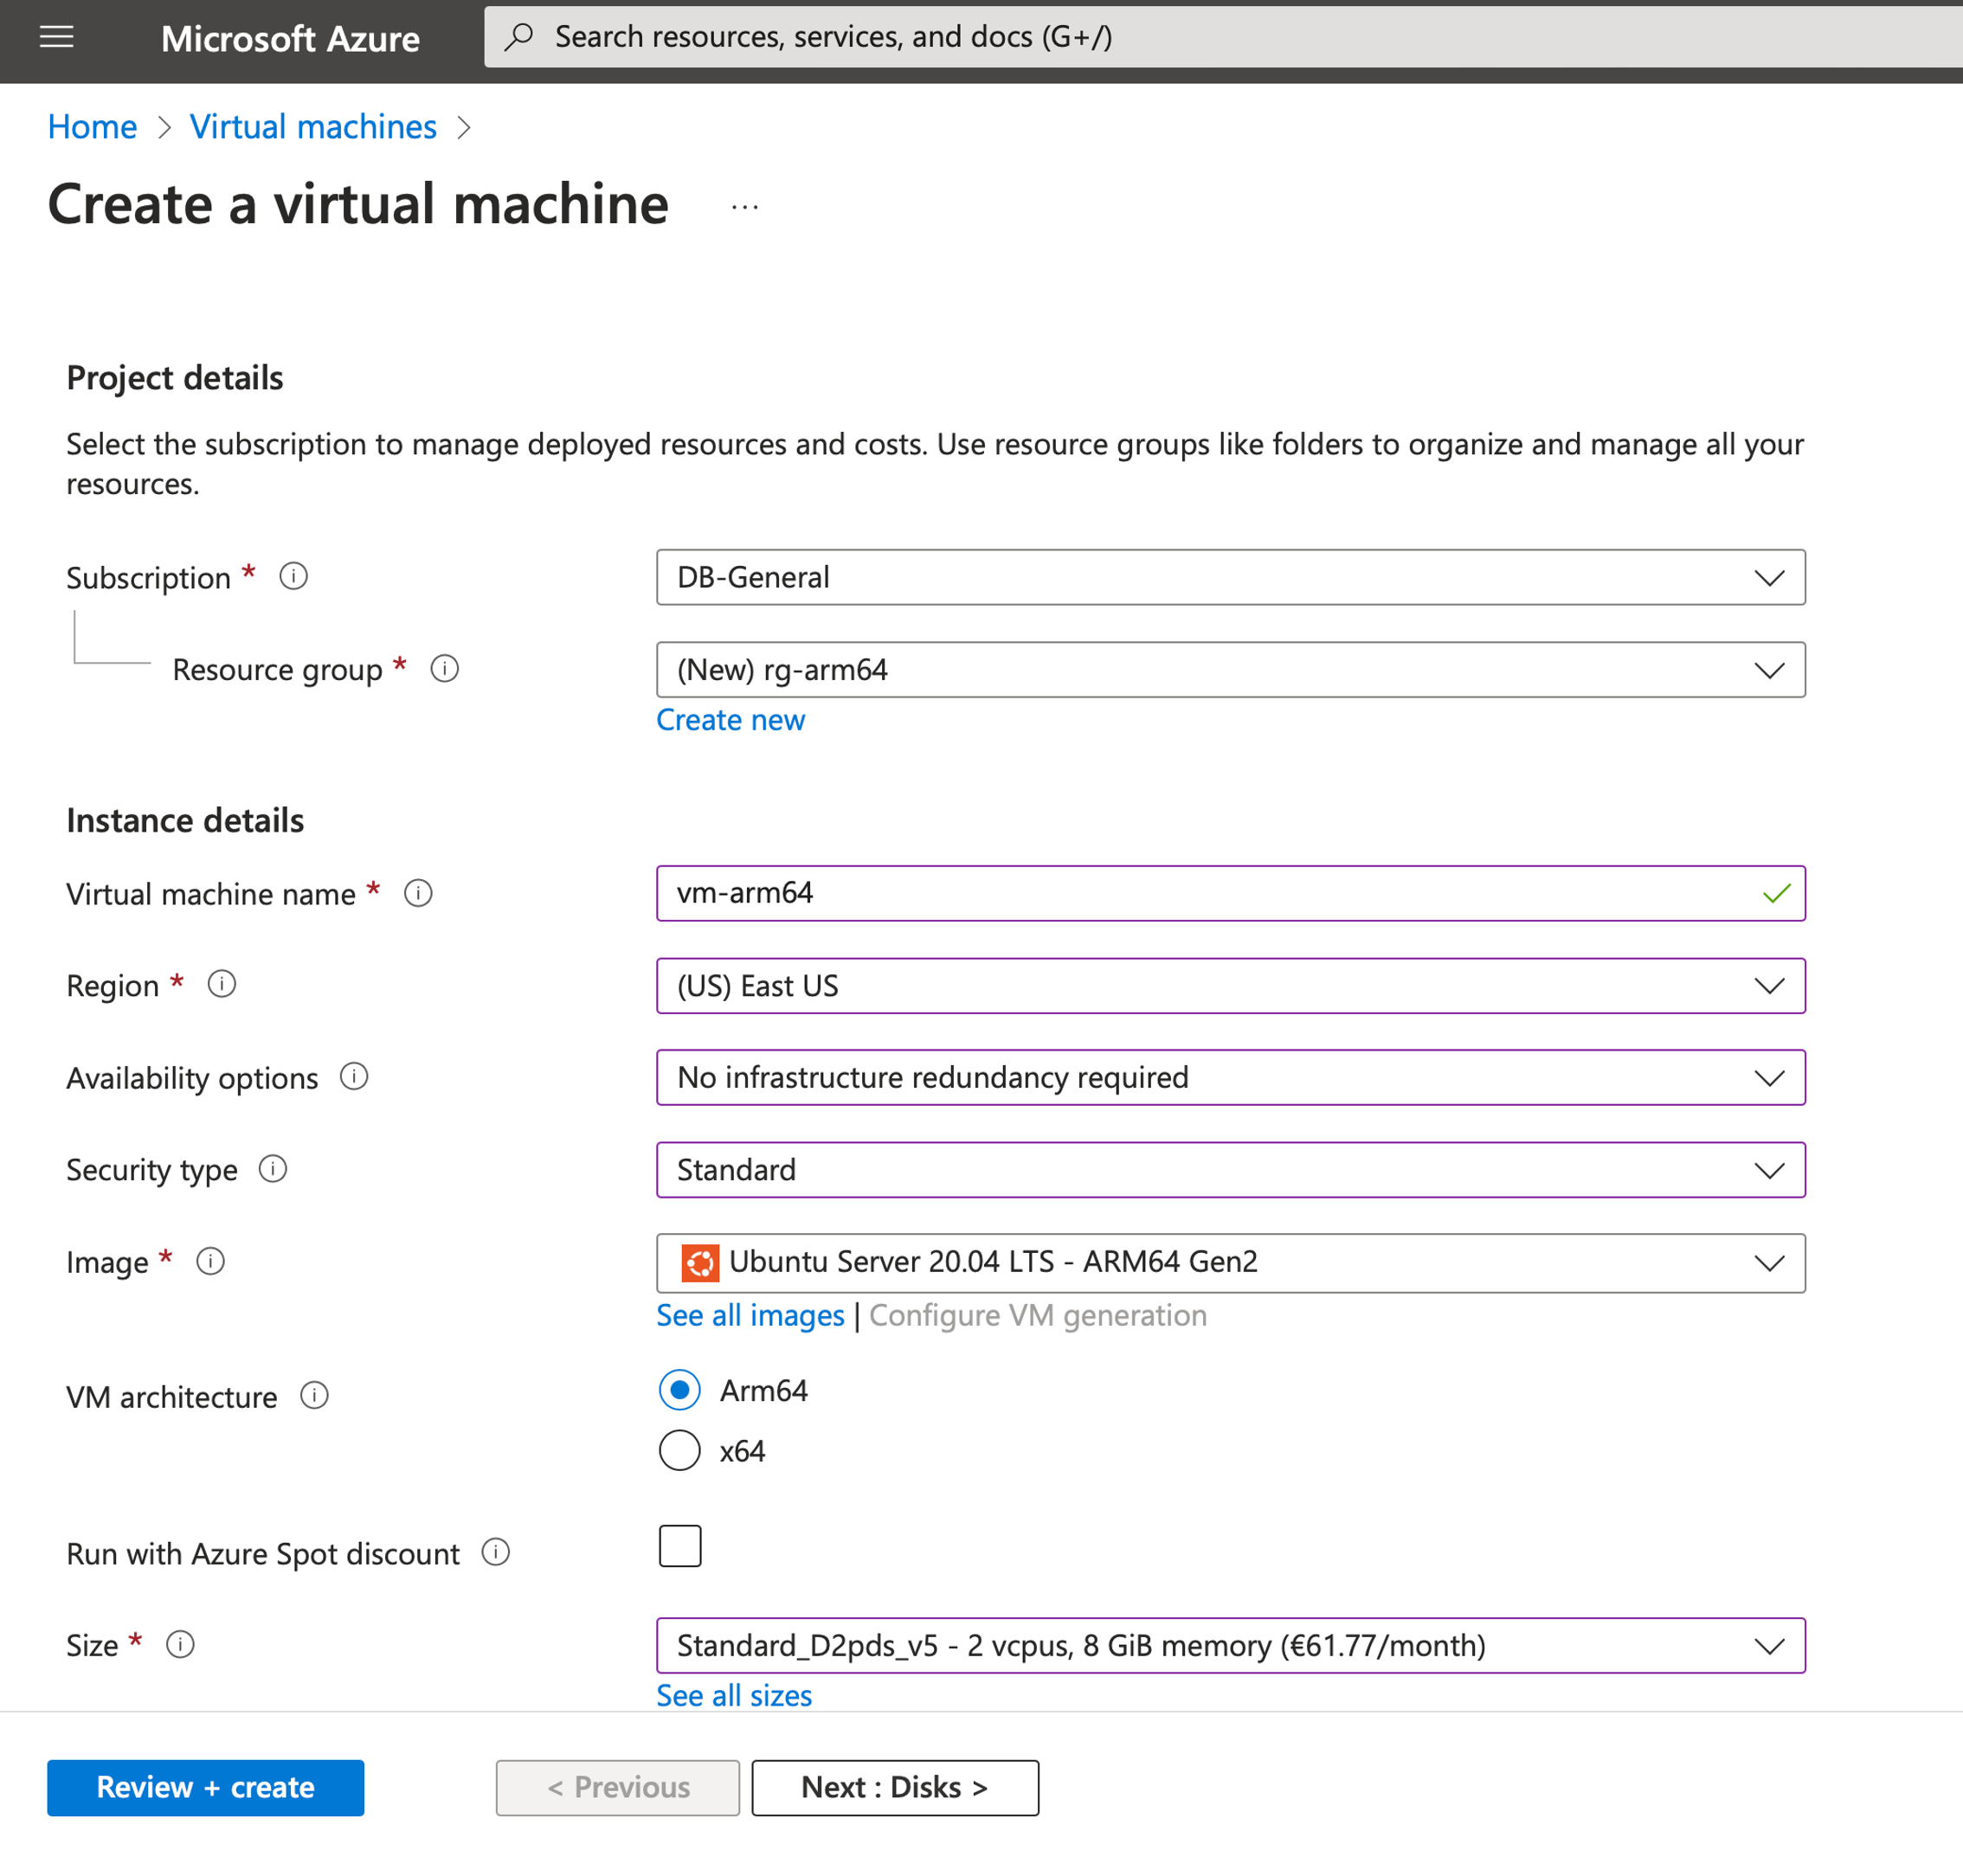 Microsoft Azure
Search resources, services, and docs (G+/)
Home > Virtual machines >
Create a virtual machine ...
Project details
Select the subscription to manage deployed resources and costs. Use resource groups like folders to organize and manage all your
resources.
Subscription *
DB-General
Resource group *
(New) rg-arm64
Create new
Instance details
Virtual machine name *
vm-arm64
Region *
(US) East US
Availability options
No infrastructure redundancy required
Security type
Standard
Image *
Ubuntu Server 20.04 LTS - ARM64 Gen2
See all images | Configure VM generation
VM architecture
Arm64
x64
Run with Azure Spot discount
Size *
Standard_D2pds_v5 - 2 vcpus, 8 GiB memory (€61.77/month)
See all sizes
Review + create
< Previous
Next : Disks >